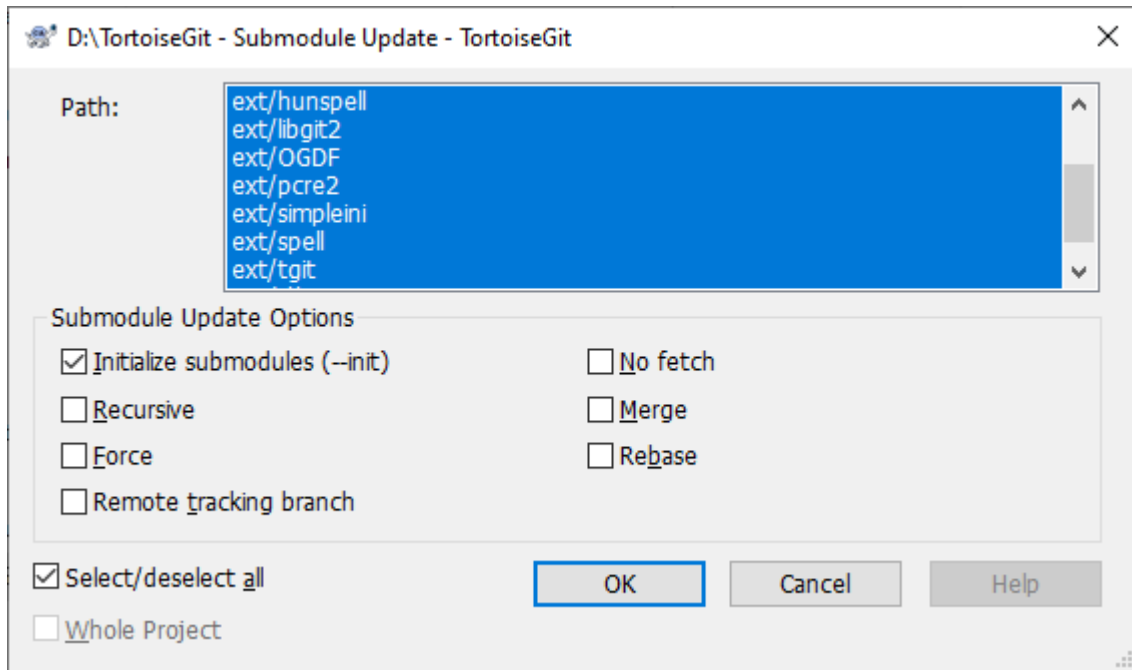 D:\TortoiseGit - Submodule Update - TortoiseGit
Path:
ext/hunspell
ext/libgit2
ext/OGDF
ext/pcre2
ext/simpleini
ext/spell
ext/tgit
Submodule Update Options
Initialize submodules (--init)
No fetch
Recursive
Merge
Force
Rebase
Remote tracking branch
Select/deselect all
OK
Cancel
Help
Whole Project